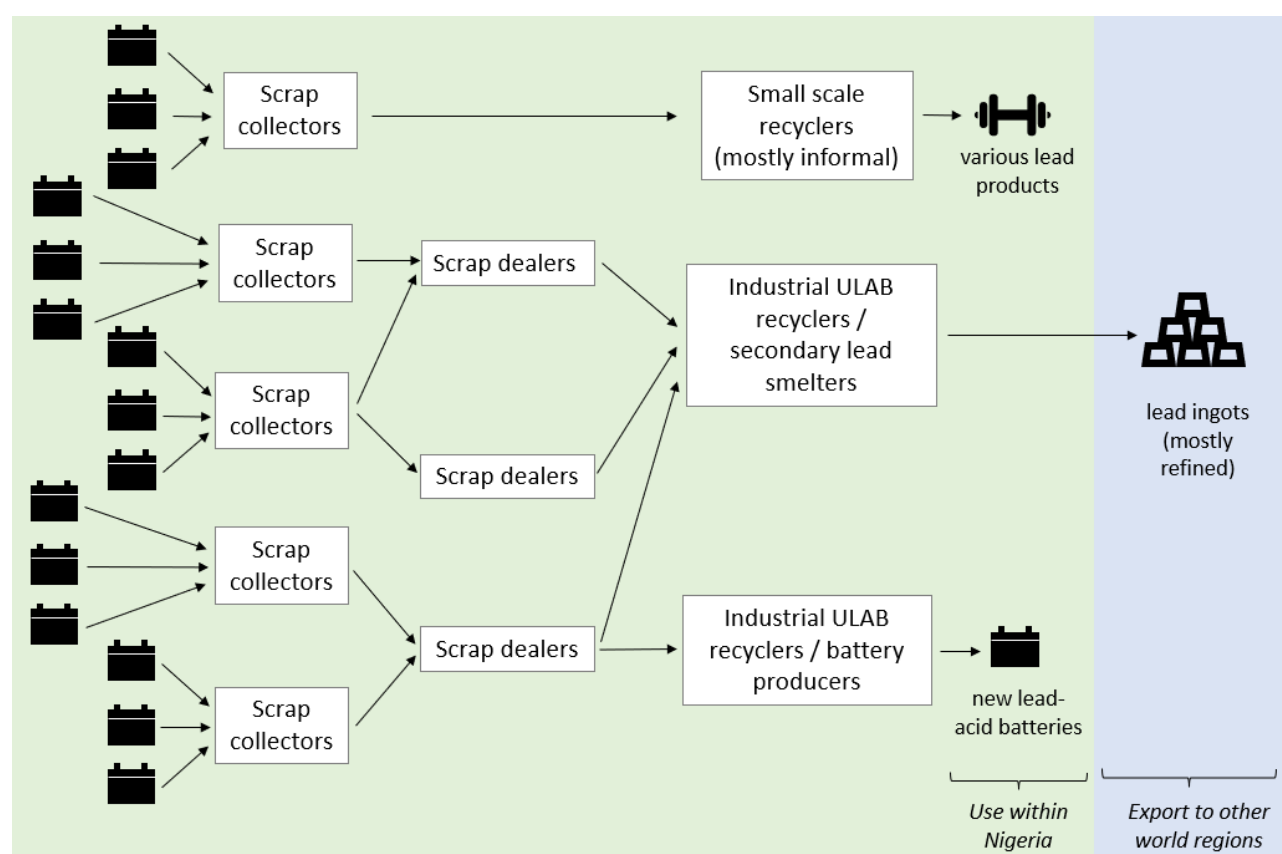 Scrap
collectors
Small scale
recyclers
(mostly informal)
various lead
products
Scrap
collectors
Scrap dealers
Industrial ULAB
recyclers /
secondary lead
smelters
Scrap
collectors
lead ingots
(mostly
refined)
Scrap dealers
Scrap
collectors
Scrap dealers
Industrial ULAB
recyclers / battery
producers
new lead-
acid batteries
Scrap
collectors
Use within
Nigeria
Export to other
world regions